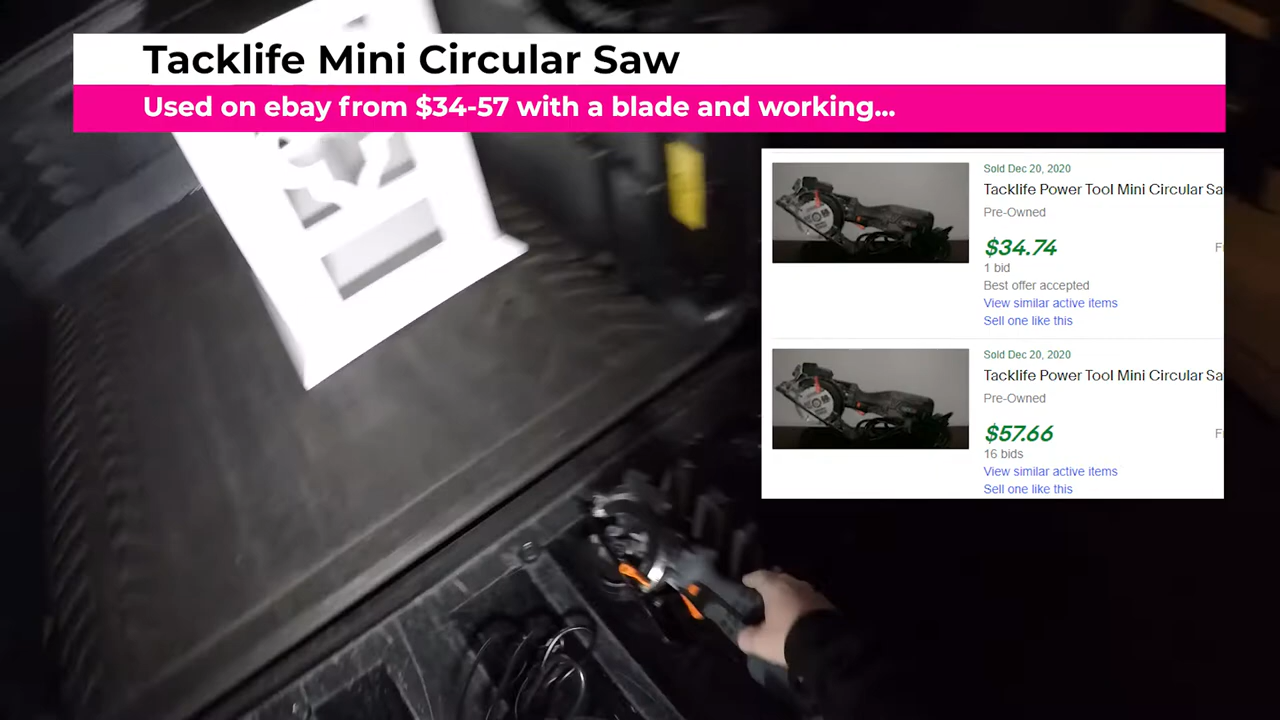 Tacklife Mini Circular Saw
Used on ebay from $34-57 with a blade and working...
Sold Dec 20, 2020
Tacklife Power Tool Mini Circular Sa
Pre-Owned
$34.74
1 bid
Best offer accepted
View similar active items
Sell one like this
Sold Dec 20, 2020
Tacklife Power Tool Mini Circular Sa
Pre-Owned
$57.66
16 bids
View similar active items
Sell one like this